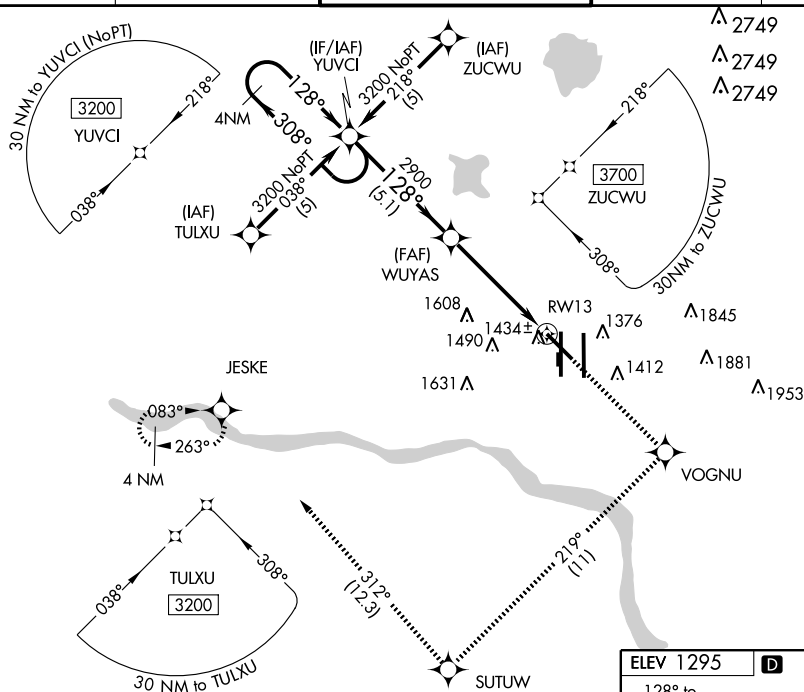 2749
2749
2749
(IF/IAF)
YUVCI
(IAF)
ZUCWU
30 NM to YUVCI (NoPT)
3200
YUVCI
218°
038°
4NM
128°
308°
3200 NoPT
218°
(5)
3200 NoPT
038°
(5)
(IAF)
TULXU
2900
128°
(5.1)
(FAF)
WUYAS
218°
3700
ZUCWU
308°
30NM to ZUCWU
RW13
1608
1490
1434±
1376
1845
1631
1412
1881
1953
JESKE
083°
263°
4 NM
VOGNU
219°
(11)
312°
(12.3)
SUTUW
TULXU
3200
038°
308°
30 NM to TULXU
ELEV 1295 D
128° to